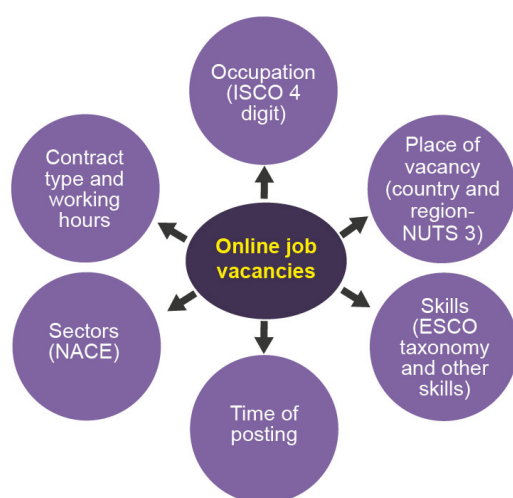 Occupation
(ISCO 4
digit)
Contract
type and
working
hours
Place of
vacancy
(country and
region-
NUTS 3)
Online job
vacancies
Sectors
(NACE)
Skills
(ESCO
taxonomy
and other
skills)
Time of
posting